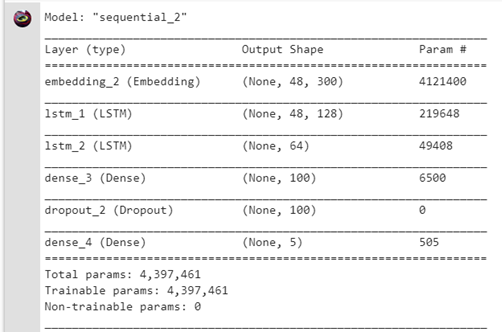 Model: "sequential_2"
Layer (type) Output Shape Param #
embedding_2 (Embedding) (None, 48, 300) 4121400
lstm_1 (LSTM) (None, 48, 128) 219648
lstm_2 (LSTM) (None, 64) 49408
dense_3 (Dense) (None, 100) 6500
dropout_2 (Dropout) (None, 100) 0
dense_4 (Dense) (None, 5) 505
Total params: 4,397,461
Trainable params: 4,397,461
Non-trainable params: 0